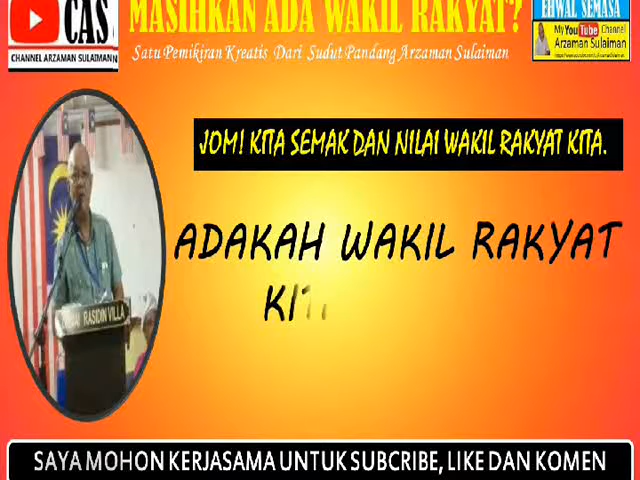 CAS
CHANNEL ARZAMAN SULAIMAN
MASIHKAN ADA WAKIL RAKYAT?
Satu Pemikiran Kreatis Dari Sudut Pandang Arzaman Sulaiman
EHWAL SEMASA
My YouTube Channel
Arzaman Sulaiman
JOM! KITA SEMAK DAN NILAI WAKIL RAKYAT KITA.
ADAKAH WAKIL RAKYAT
RASIDIN VILLA
SAYA MOHON KERJASAMA UNTUK SUBCRIBE, LIKE DAN KOMEN